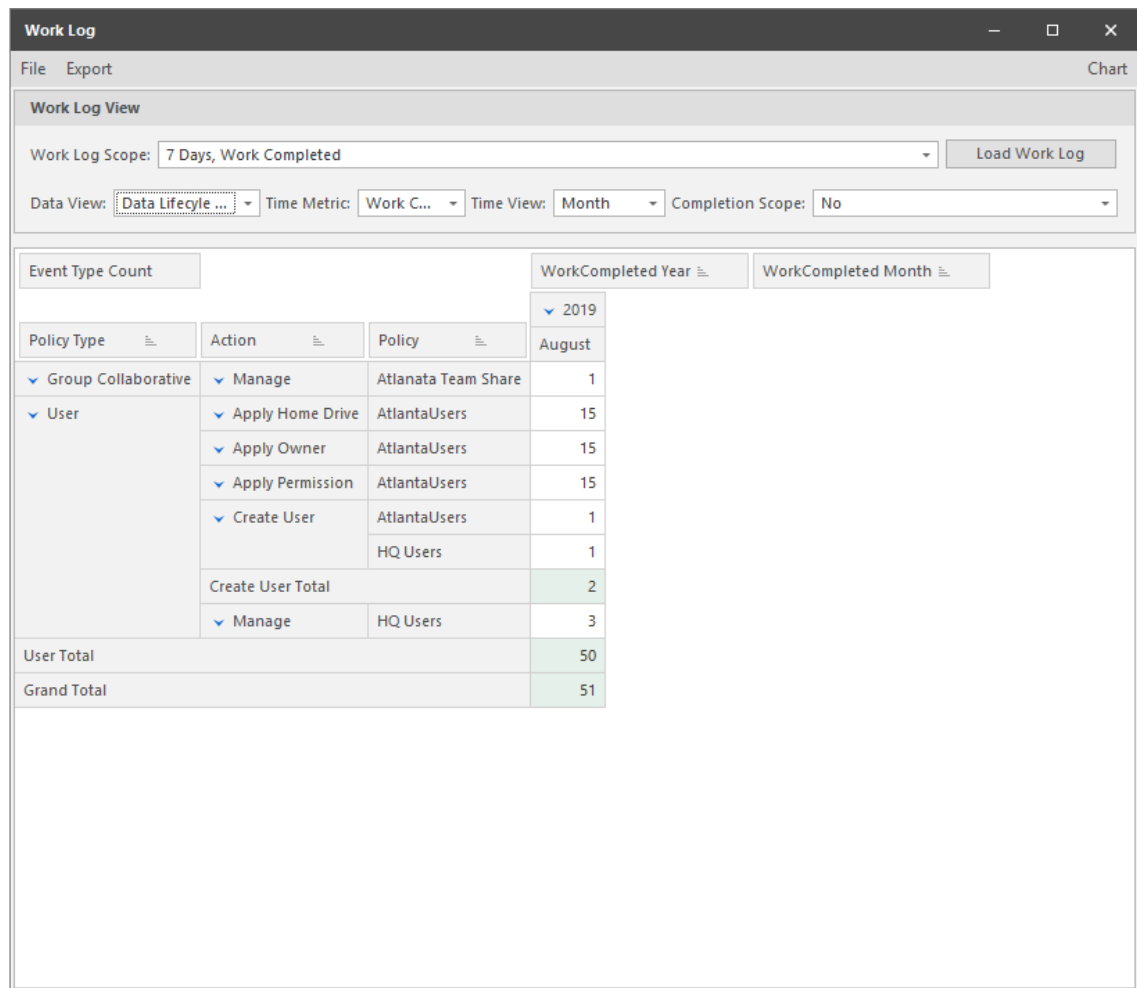 Work Log
File Export Chart
Work Log View
Work Log Scope: 7 Days, Work Completed Load Work Log
Data View: Data Lifecyle ... Time Metric: Work C... Time View: Month Completion Scope: No
Event Type Count WorkCompleted Year WorkCompleted Month
2019
Policy Type Action Policy August
Group Collaborative Manage Atlanata Team Share 1
User Apply Home Drive AtlantaUsers 15
Apply Owner AtlantaUsers 15
Apply Permission AtlantaUsers 15
Create User AtlantaUsers 1
HQ Users 1
Create User Total 2
Manage HQ Users 3
User Total 50
Grand Total 51